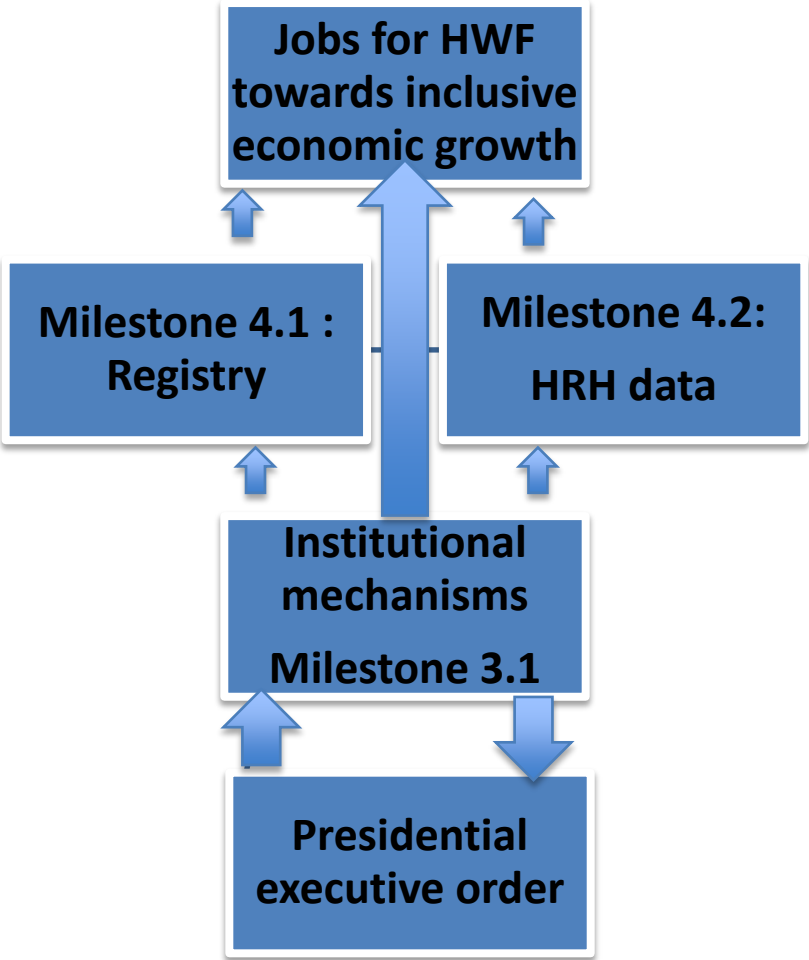 Jobs for HWF
towards inclusive
economic growth
Milestone 4.1 :
Registry
Milestone 4.2:
HRH data
Institutional
mechanisms
Milestone 3.1
Presidential
executive order